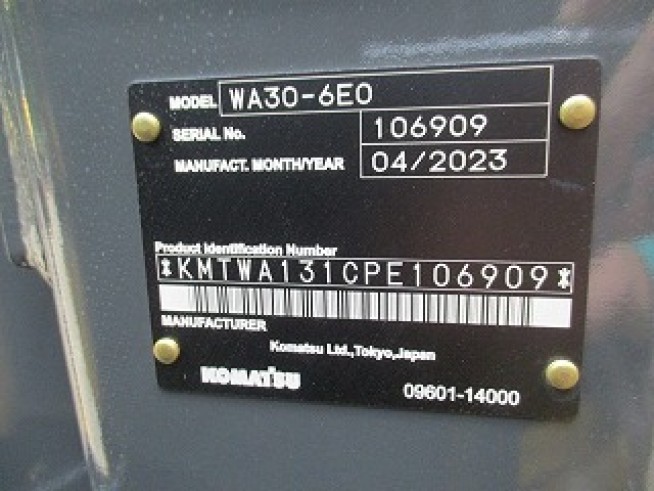 MODEL WA30-6E0
SERIAL No. 106909
MANUFACT. MONTH/YEAR 04/2023
Product Identification Number
*KMTWA131CPE106909*
MANUFACTURER
Komatsu Ltd.,Tokyo,Japan
KOMATSU 09601-14000